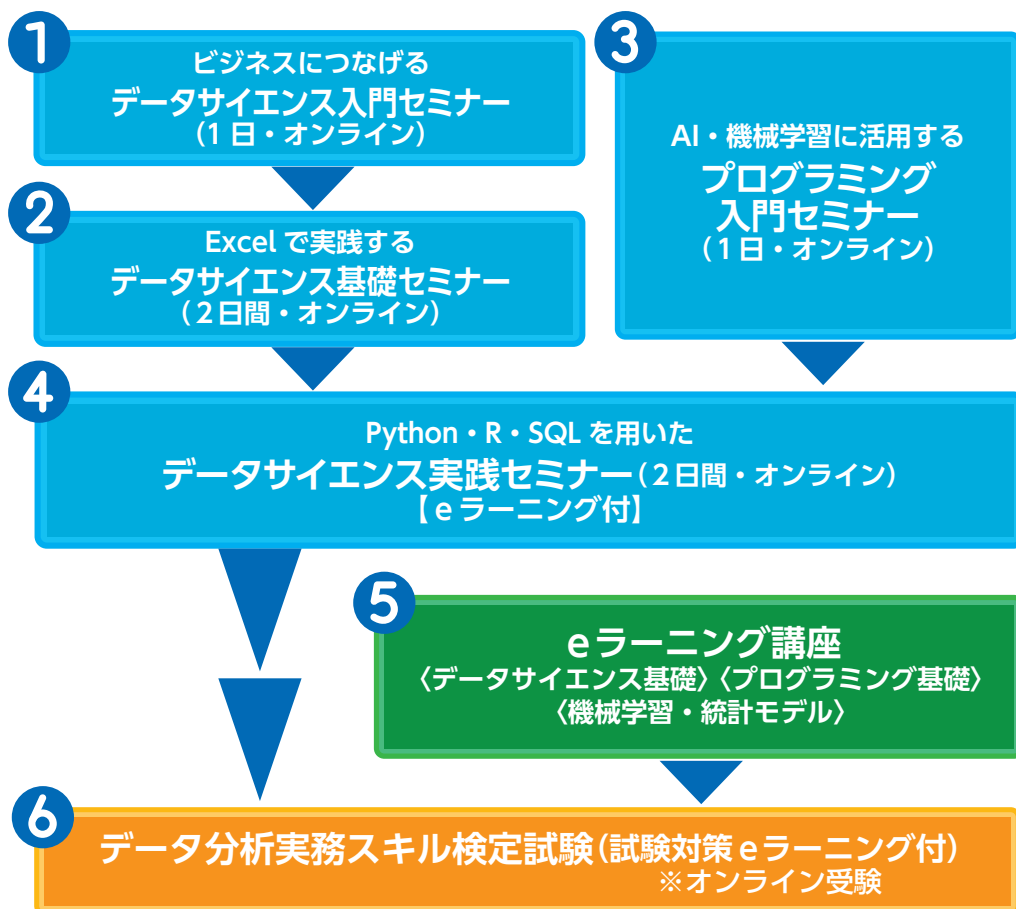 1
ビジネスにつなげる
データサイエンス入門セミナー
(1日・オンライン)
2
Excelで実践する
データサイエンス基礎セミナー
(2日間・オンライン)
3
AI・機械学習に活用する
プログラミング
入門セミナー
(1日・オンライン)
4
Python・R・SQLを用いた
データサイエンス実践セミナー(2日間・オンライン)
【eラーニング付】
5
eラーニング講座
〈データサイエンス基礎〉〈プログラミング基礎〉
〈機械学習・統計モデル〉
6
データ分析実務スキル検定試験(試験対策eラーニング付)
※オンライン受験